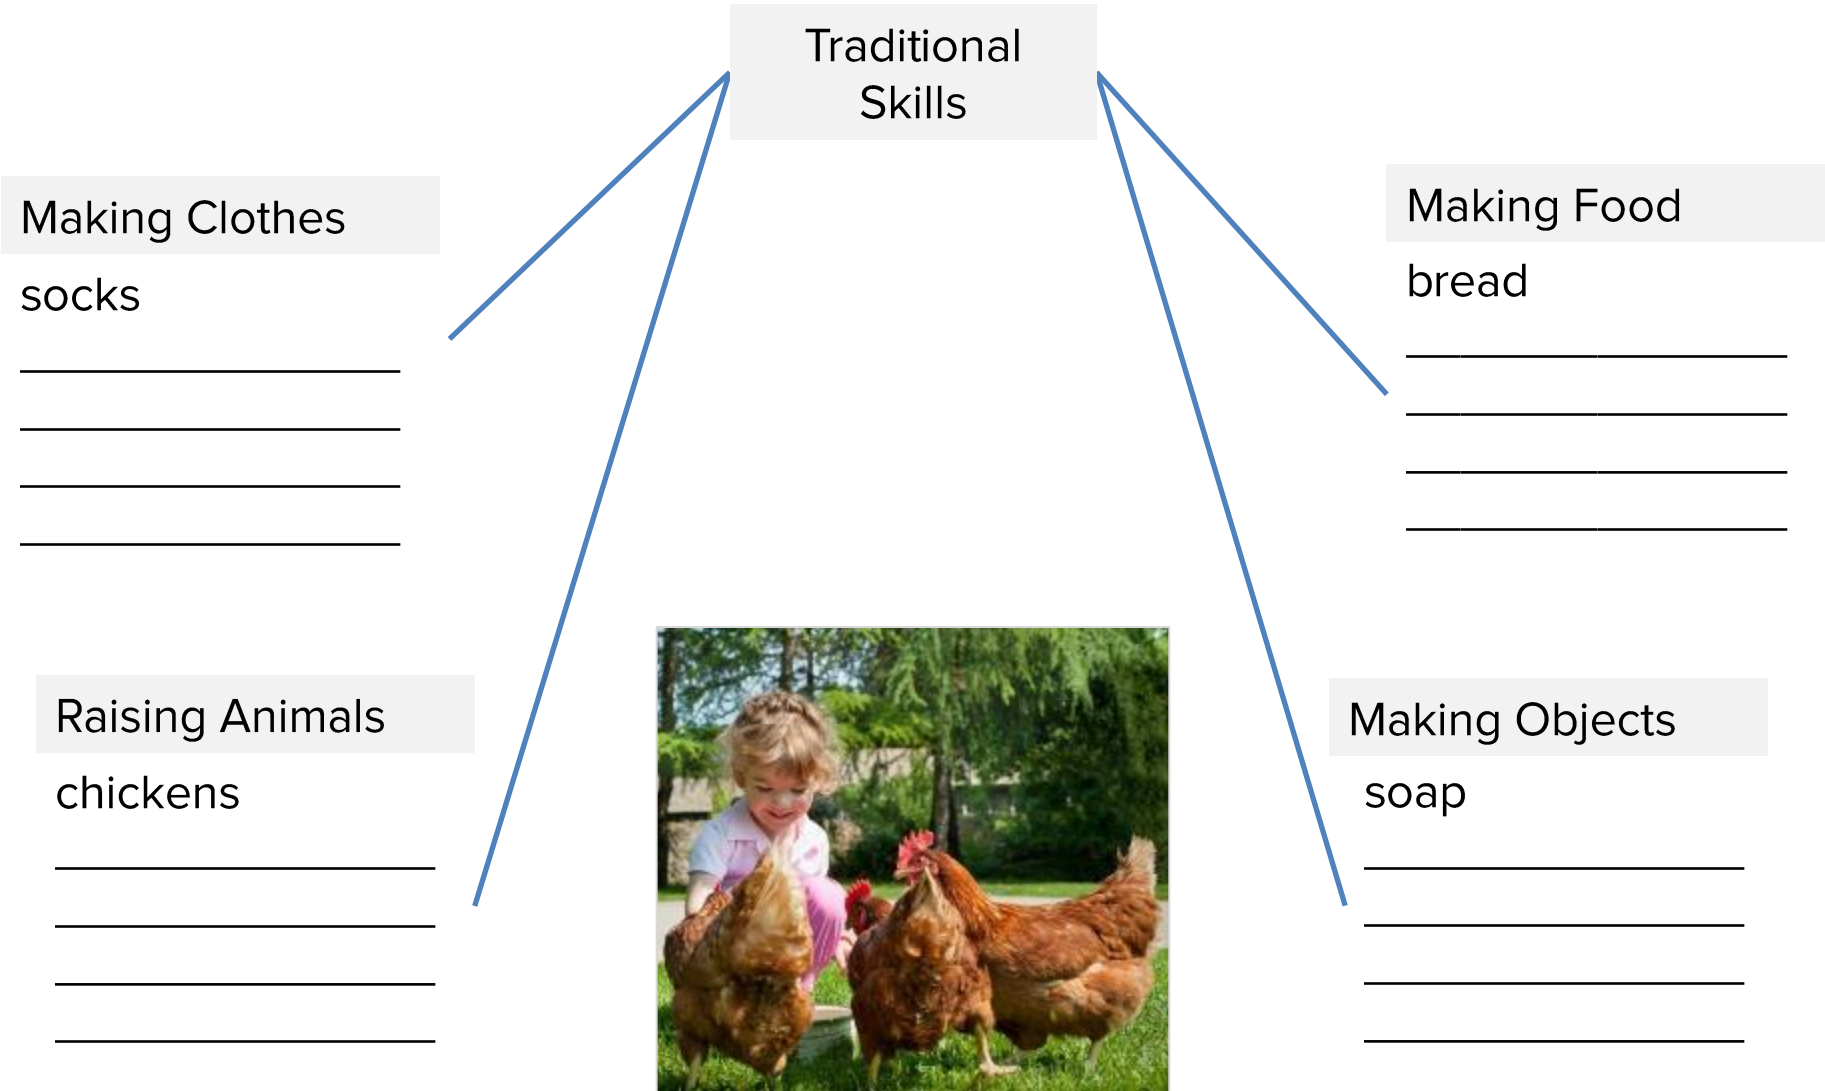 Traditional
Skills
Making Clothes
socks
Making Food
bread
Raising Animals
chickens
Making Objects
soap